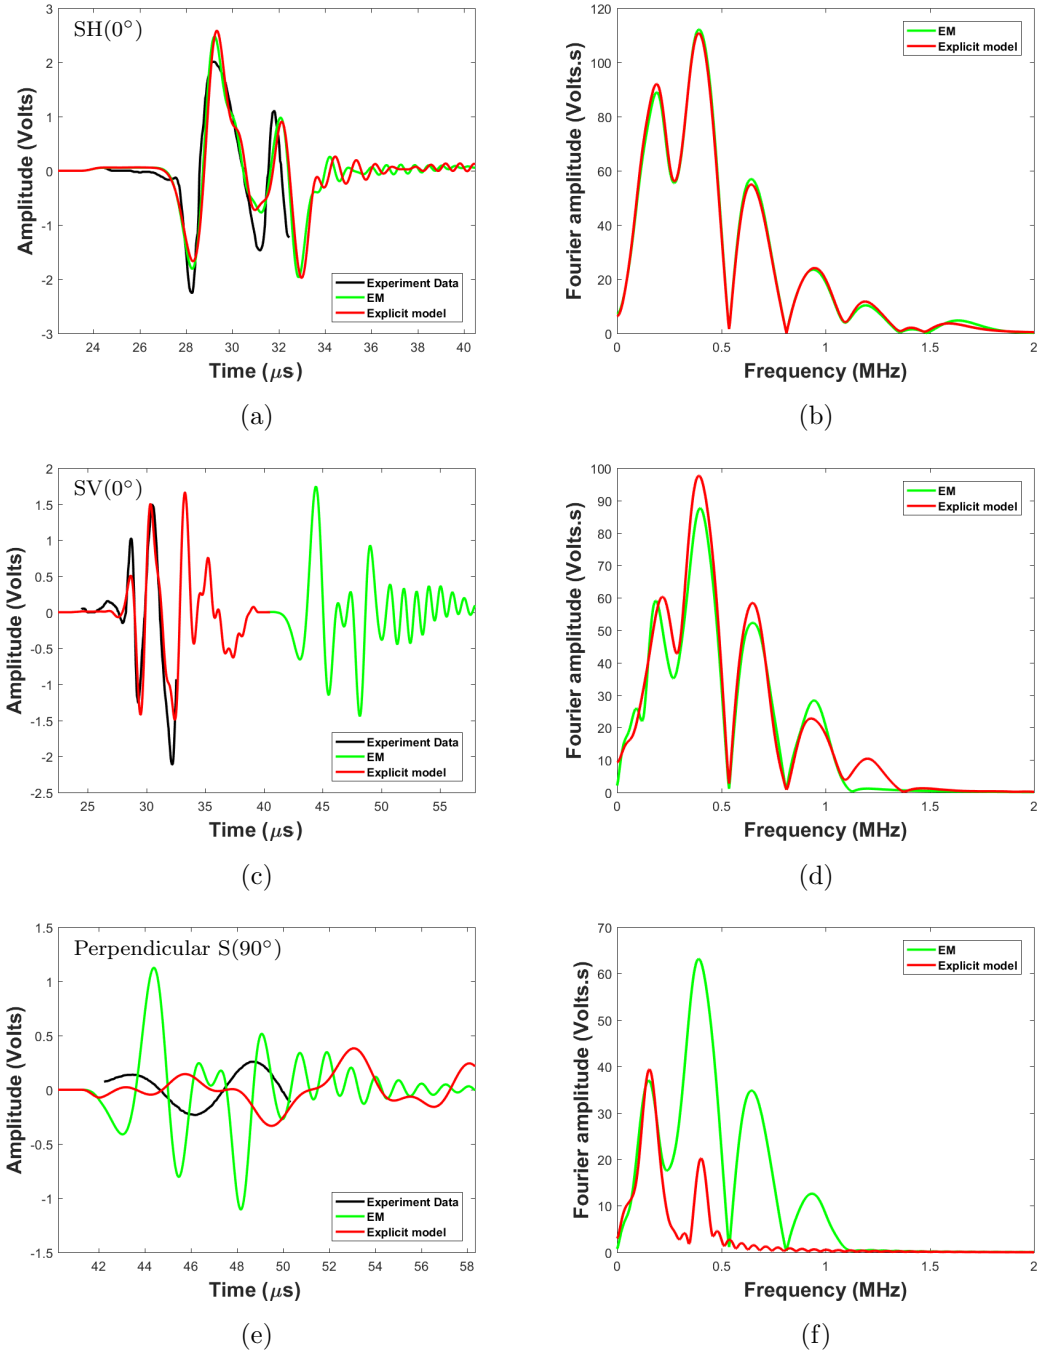 SH(0°)
3
2
1
0
-1
-2
-3
Amplitude (Volts)
24 26 28 30 32 34 36 38 40
Time (μs)
Experiment Data
EM
Explicit model
(a)
120
100
80
60
40
20
0
Fourier amplitude (Volts.s)
0 0.5 1 1.5 2
Frequency (MHz)
EM
Explicit model
(b)
SV(0°)
2
1.5
1
0.5
0
-0.5
-1
-1.5
-2
-2.5
Amplitude (Volts)
25 30 35 40 45 50 55
Time (μs)
Experiment Data
EM
Explicit model
(c)
100
90
80
70
60
50
40
30
20
10
0
Fourier amplitude (Volts.s)
0 0.5 1 1.5 2
Frequency (MHz)
EM
Explicit model
(d)
Perpendicular S(90°)
1.5
1
0.5
0
-0.5
-1
-1.5
Amplitude (Volts)
42 44 46 48 50 52 54 56 58
Time (μs)
Experiment Data
EM
Explicit model
(e)
70
60
50
40
30
20
10
0
Fourier amplitude (Volts.s)
0 0.5 1 1.5 2
Frequency (MHz)
EM
Explicit model
(f)